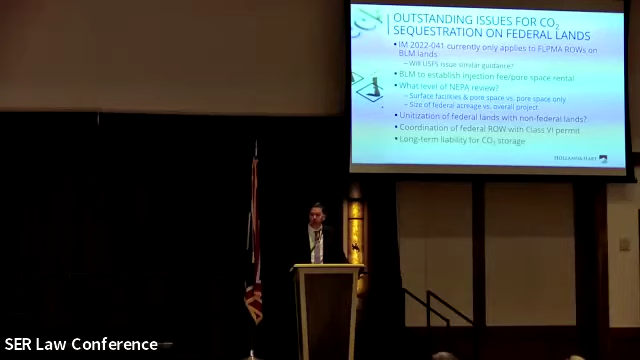 OUTSTANDING ISSUES FOR CO2
SEQUESTRATION ON FEDERAL LANDS
• IM 2022-041 currently only applies to FLPMA ROWs on
BLM lands
– Will USFS issue similar guidance?
• BLM to establish injection fee/pore space rental
• What level of NEPA review?
– Surface facilities & pore space vs. pore space only
– Size of federal acreage vs. overall project
• Unitization of federal lands with non-federal lands?
• Coordination of federal ROW with Class VI permit
• Long-term liability for CO2 storage
HOLLAND&HART
SER Law Conference